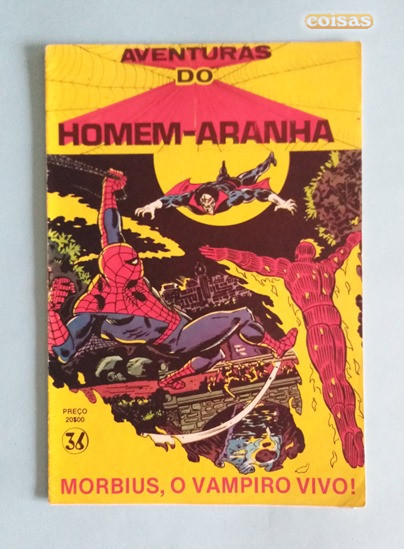 coisas
AVENTURAS
DO
HOMEM-ARANHA
PREÇO
20$00
36
MORBIUS, O VAMPIRO VIVO!